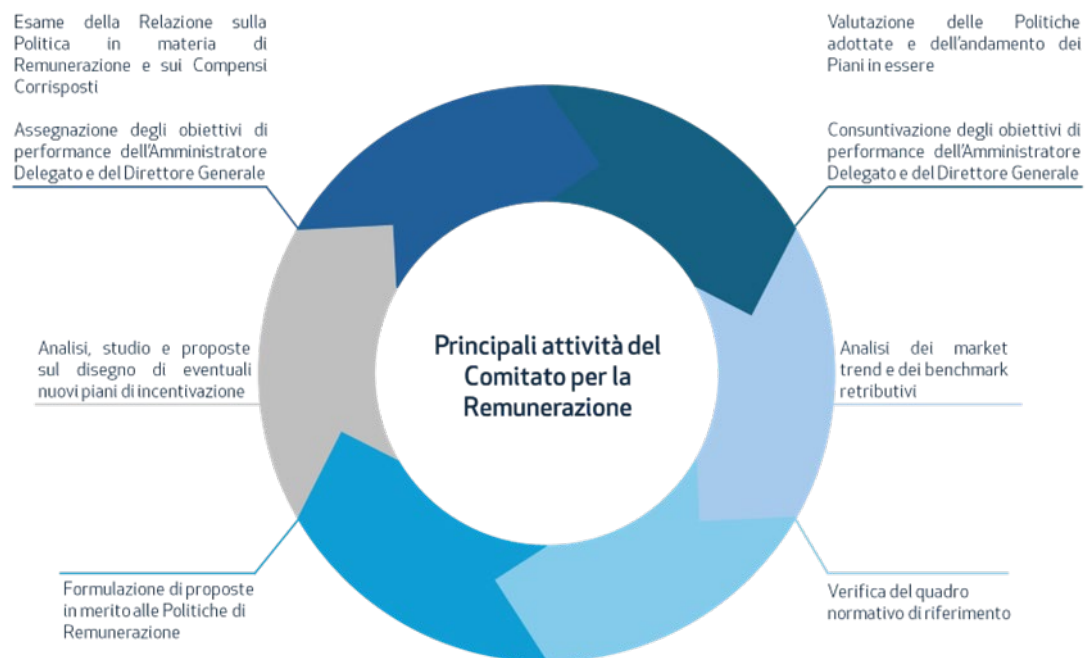 Esame della Relazione sulla
Politica in materia di
Remunerazione e sui Compensi
Corrisposti
Assegnazione degli obiettivi di
performance dell'Amministratore
Delegato e del Direttore Generale
Valutazione delle Politiche
adottate e dell'andamento dei
Piani in essere
Consuntivazione degli obiettivi di
performance dell'Amministratore
Delegato e del Direttore Generale
Analisi, studio e proposte
sul disegno di eventuali
nuovi piani di incentivazione
Principali attività del
Comitato per la
Remunerazione
Analisi dei market
trend e dei benchmark
retributivi
Formulazione di proposte
in merito alle Politiche di
Remunerazione
Verifica del quadro
normativo di riferimento